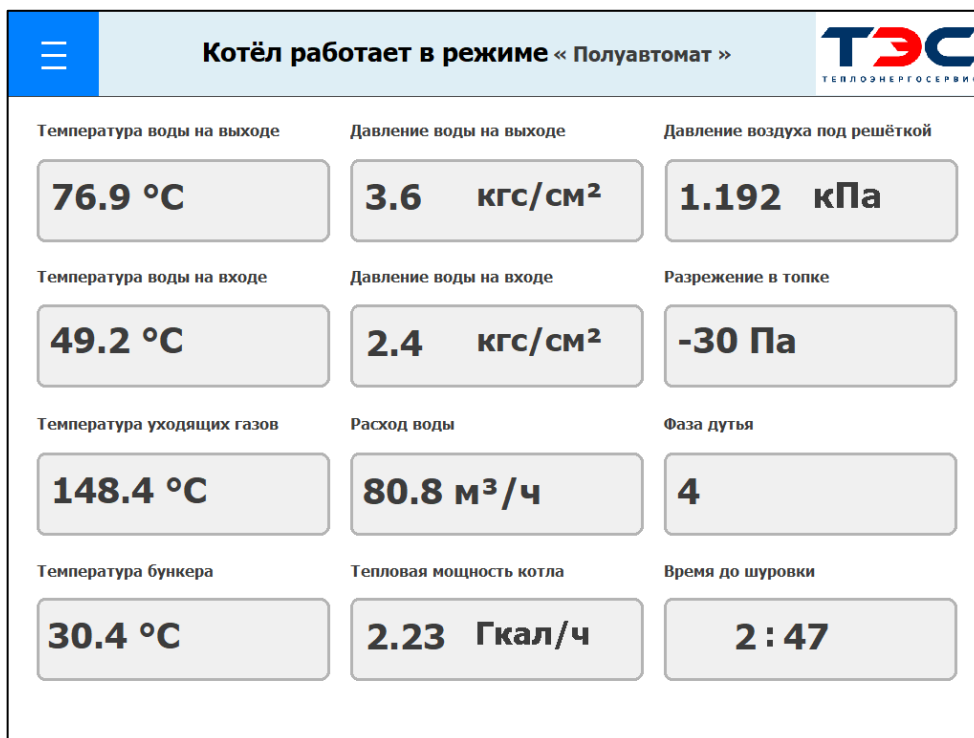 Котёл работает в режиме « Полуавтомат »
ТЭС
ТЕПЛОЭНЕРГОСЕРВИС
Температура воды на выходе
Давление воды на выходе
Давление воздуха под решёткой
76.9 °C
3.6 кгс/см²
1.192 кПа
Температура воды на входе
Давление воды на входе
Разрежение в топке
49.2 °C
2.4 кгс/см²
-30 Па
Температура уходящих газов
Расход воды
Фаза дутья
148.4 °C
80.8 м³/ч
4
Температура бункера
Тепловая мощность котла
Время до шуровки
30.4 °C
2.23 Гкал/ч
2 : 47